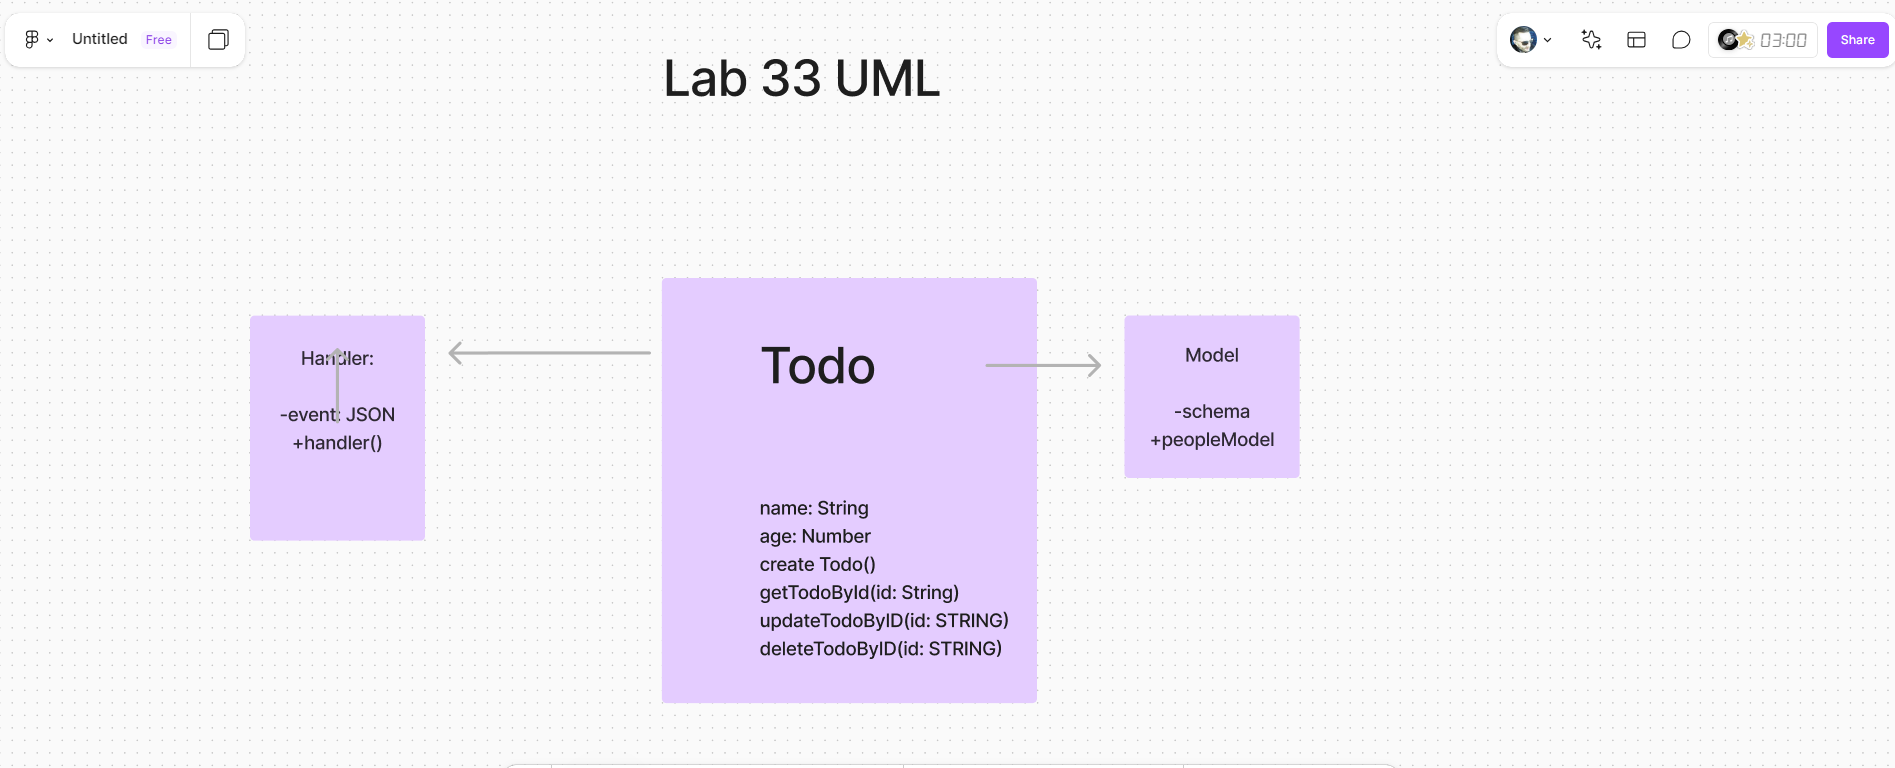 Untitled
Free
03:00
Share
Lab 33 UML
Handler:
-event: JSON
+handler()
Todo
name: String
age: Number
create Todo()
getTodoById(id: String)
updateTodoByID(id: STRING)
deleteTodoByID(id: STRING)
Model
-schema
+peopleModel